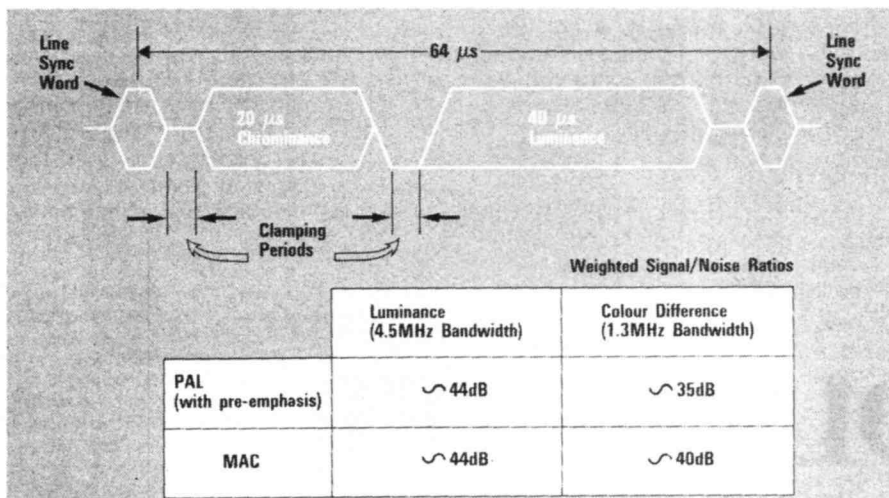 Line
Sync
Word
64 μs
Line
Sync
Word
20 μs
Chrominance
40 μs
Luminance
Clamping
Periods
Weighted Signal/Noise Ratios
Luminance
(4.5MHz Bandwidth)
Colour Difference
(1.3MHz Bandwidth)
PAL
(with pre-emphasis)
∽ 44dB
∽ 35dB
MAC
∽ 44dB
∽ 40dB